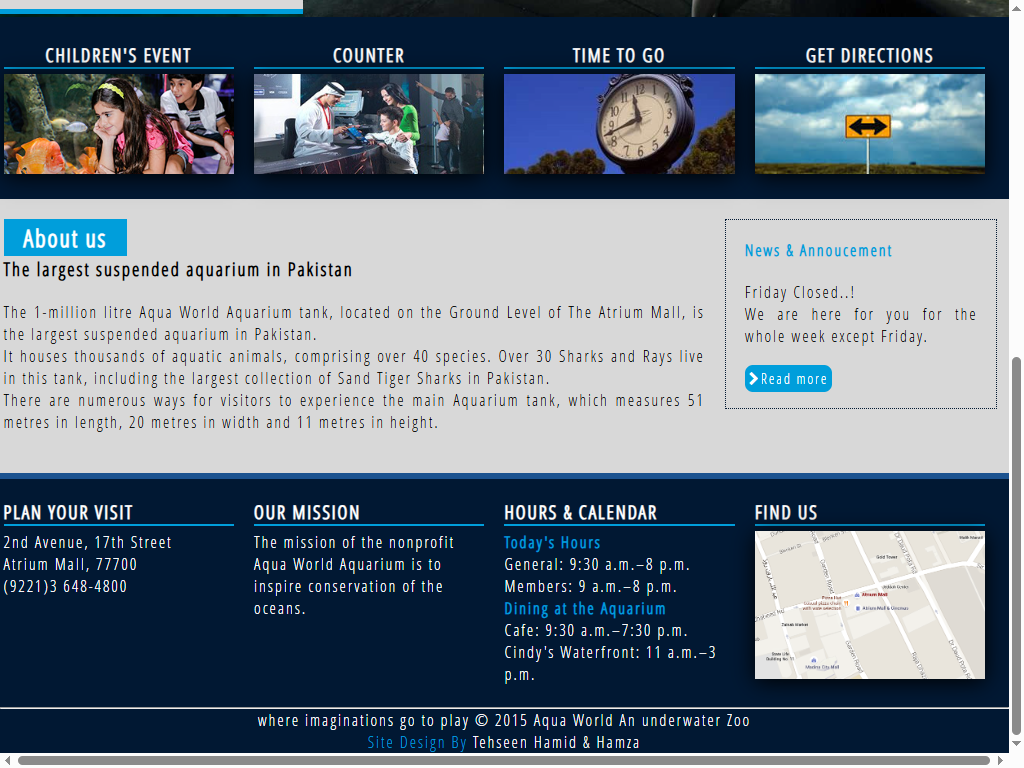 CHILDREN'S EVENT
COUNTER
TIME TO GO
GET DIRECTIONS
About us
The largest suspended aquarium in Pakistan
The 1-million litre Aqua World Aquarium tank, located on the Ground Level of The Atrium Mall, is
the largest suspended aquarium in Pakistan.
It houses thousands of aquatic animals, comprising over 40 species. Over 30 Sharks and Rays live
in this tank, including the largest collection of Sand Tiger Sharks in Pakistan.
There are numerous ways for visitors to experience the main Aquarium tank, which measures 51
metres in length, 20 metres in width and 11 metres in height.
News & Annoucement
Friday Closed..!
We are here for you for the
whole week except Friday.
Read more
PLAN YOUR VISIT
2nd Avenue, 17th Street
Atrium Mall, 77700
(9221)3 648-4800
OUR MISSION
The mission of the nonprofit
Aqua World Aquarium is to
inspire conservation of the
oceans.
HOURS & CALENDAR
Today's Hours
General: 9:30 a.m.–8 p.m.
Members: 9 a.m.–8 p.m.
Dining at the Aquarium
Cafe: 9:30 a.m.–7:30 p.m.
Cindy's Waterfront: 11 a.m.–3
p.m.
FIND US
Gold Tower
Atrium Mall
Atrium Mall & Cinemas
Garden Road
where imaginations go to play © 2015 Aqua World An underwater Zoo
Site Design By Tehseen Hamid & Hamza